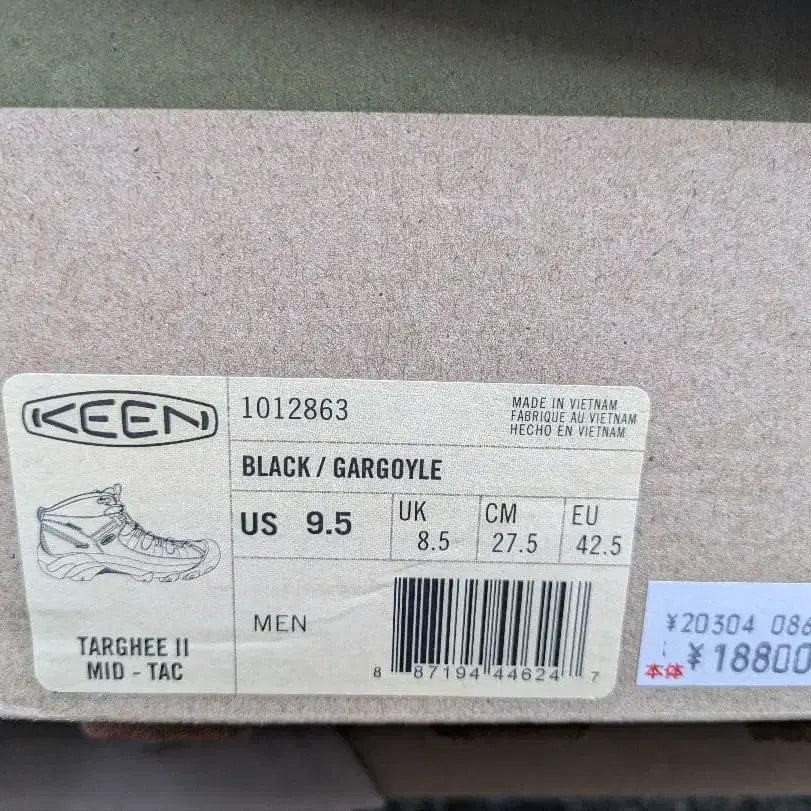 KEEN
1012863
MADE IN VIETNAM
FABRIQUE AU VIETNAM
HECHO EN VIETNAM
BLACK / GARGOYLE
US 9.5
UK 8.5
CM 27.5
EU 42.5
MEN
TARGHEE II
MID - TAC
8 87194 44624 7
¥20304 086
本体 ¥18800